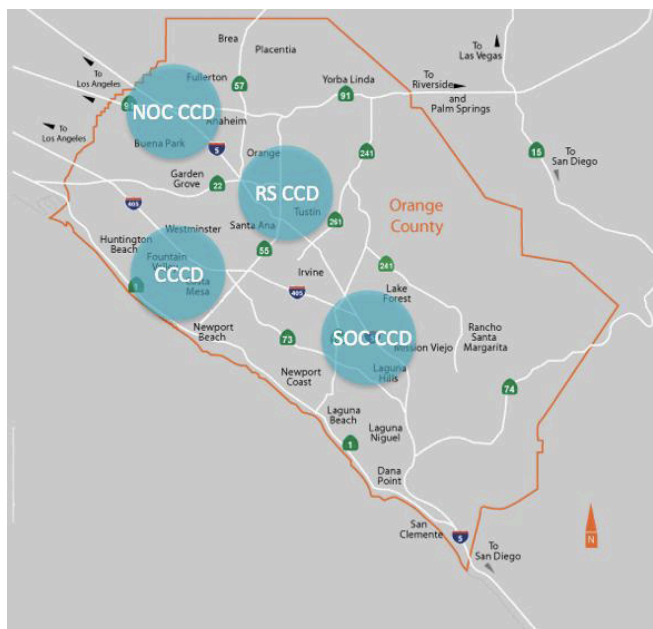 Brea
Placentia
To
Las Vegas
To
Los Angeles
Fullerton
57
Yorba Linda
91
To
Riverside
and
Palm Springs
NOC CCD
Anaheim
To
Los Angeles
Buena Park
5
Orange
241
15
To
San Diego
Garden
Grove
22
RS CCD
405
Tustin
261
Orange
County
Westminster
Santa Ana
Huntington
Beach
Fountain
55
241
CCCD
1
Mesa
Irvine
405
Lake
Forest
Newport
Beach
73
SOC CCD
Mission Viejo
Rancho
Santa
Margarita
Laguna
Hills
Newport
Coast
74
Laguna
Beach
Laguna
Niguel
1
Dana
Point
San
Clemente
5
To
San Diego
N